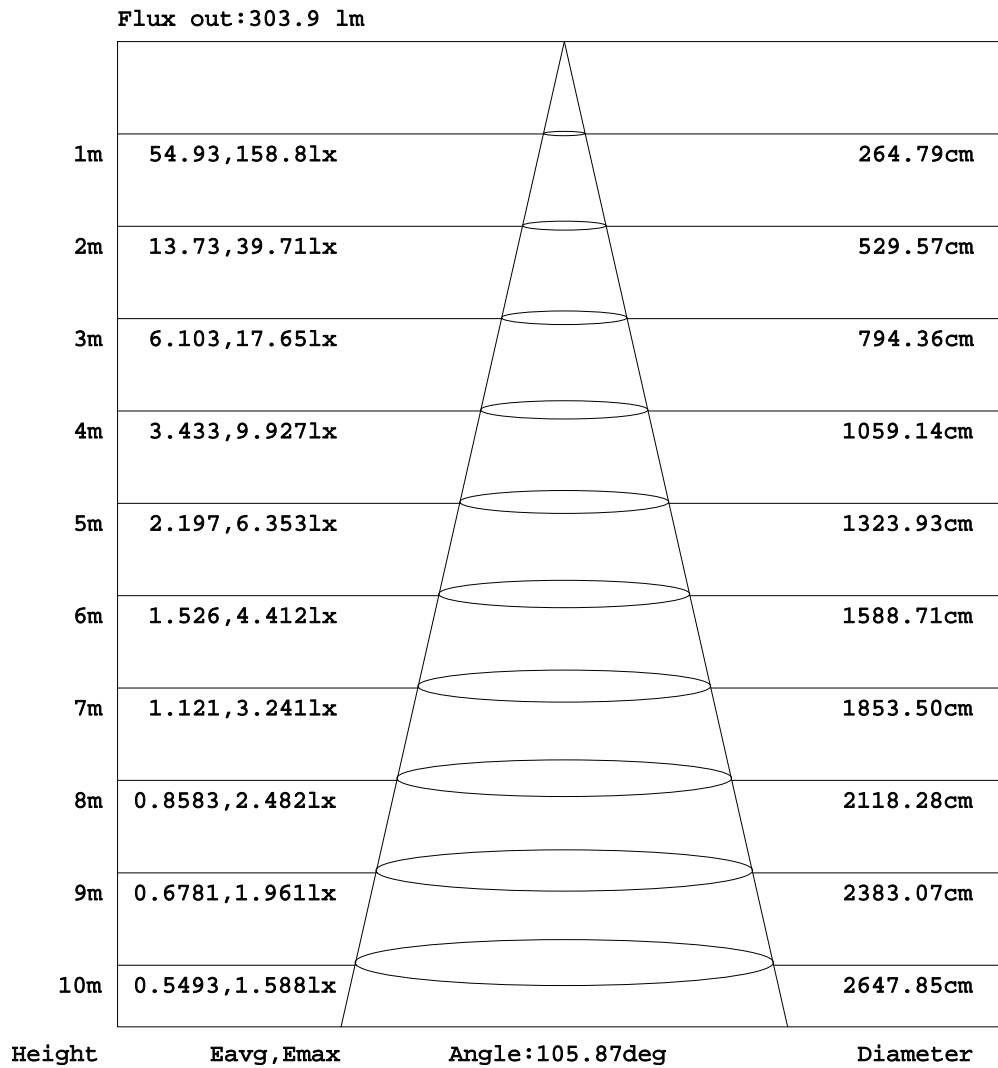 Flux out:303.9 lm
1m 54.93,158.8lx 264.79cm
2m 13.73,39.71lx 529.57cm
3m 6.103,17.65lx 794.36cm
4m 3.433,9.927lx 1059.14cm
5m 2.197,6.353lx 1323.93cm
6m 1.526,4.412lx 1588.71cm
7m 1.121,3.241lx 1853.50cm
8m 0.8583,2.482lx 2118.28cm
9m 0.6781,1.961lx 2383.07cm
10m 0.5493,1.588lx 2647.85cm
Height Eavg,Emax Angle:105.87deg Diameter